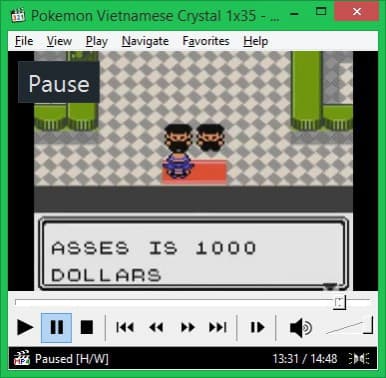 Pokemon Vietnamese Crystal 1x35 - ...
File View Play Navigate Favorites Help
Pause
ASSES IS 1000
DOLLARS
Paused [H/W] 13:31 / 14:48